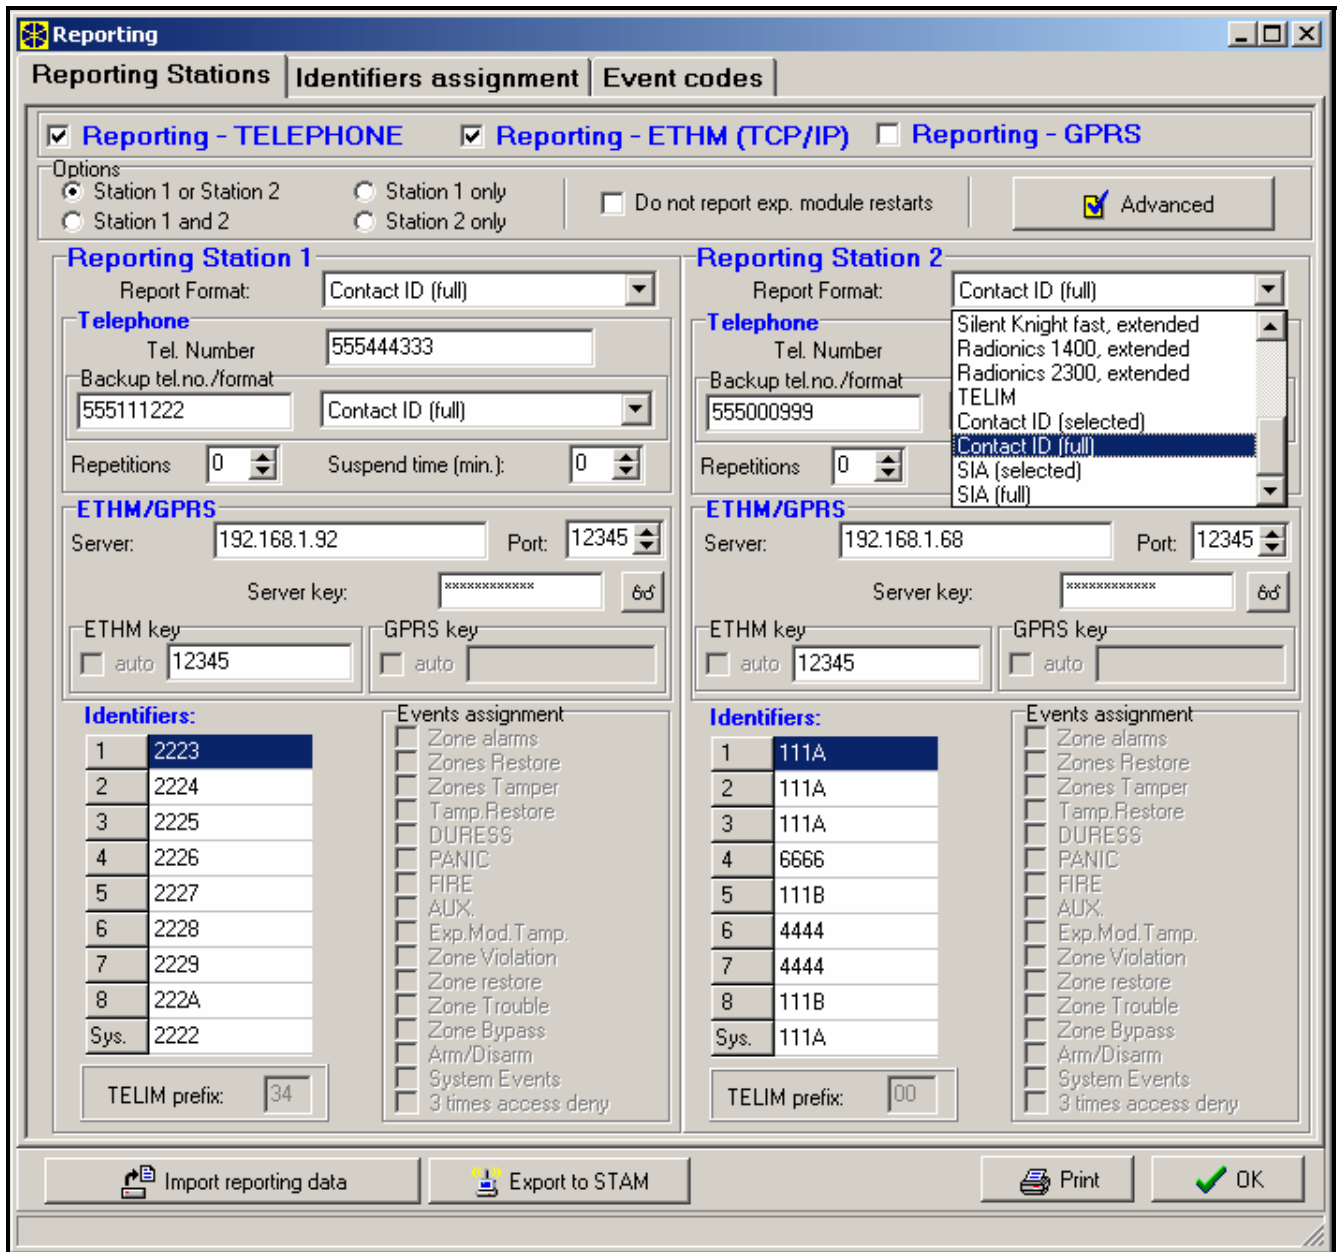 Reporting
Reporting Stations Identifiers assignment Event codes
Reporting - TELEPHONE Reporting - ETHM (TCP/IP) Reporting - GPRS
Options
Station 1 or Station 2 Station 1 only Do not report exp. module restarts Advanced
Station 1 and 2 Station 2 only
Reporting Station 1
Report Format: Contact ID (full)
Telephone
Tel. Number 555444333
Backup tel.no./format
555111222 Contact ID (full)
Repetitions 0 Suspend time (min.): 0
ETHM/GPRS
Server: 192.168.1.92 Port: 12345
Server key: ************
ETHM key GPRS key
auto 12345 auto
Identifiers:
1 2223
2 2224
3 2225
4 2226
5 2227
6 2228
7 2229
8 222A
Sys. 2222
TELIM prefix: 34
Events assignment
Zone alarms
Zones Restore
Zones Tamper
Tamp.Restore
DURESS
PANIC
FIRE
AUX.
Exp.Mod.Tamp.
Zone Violation
Zone restore
Zone Trouble
Zone Bypass
Arm/Disarm
System Events
3 times access deny
Reporting Station 2
Report Format: Contact ID (full)
Silent Knight fast, extended
Radionics 1400, extended
Radionics 2300, extended
TELIM
Contact ID (selected)
Contact ID (full)
SIA (selected)
SIA (full)
Telephone
Tel. Number
Backup tel.no./format
555000999
Repetitions 0
ETHM/GPRS
Server: 192.168.1.68 Port: 12345
Server key: ************
ETHM key GPRS key
auto 12345 auto
Identifiers:
1 111A
2 111A
3 111A
4 6666
5 111B
6 4444
7 4444
8 111B
Sys. 111A
TELIM prefix: 00
Events assignment
Zone alarms
Zones Restore
Zones Tamper
Tamp.Restore
DURESS
PANIC
FIRE
AUX.
Exp.Mod.Tamp.
Zone Violation
Zone restore
Zone Trouble
Zone Bypass
Arm/Disarm
System Events
3 times access deny
Import reporting data Export to STAM Print OK